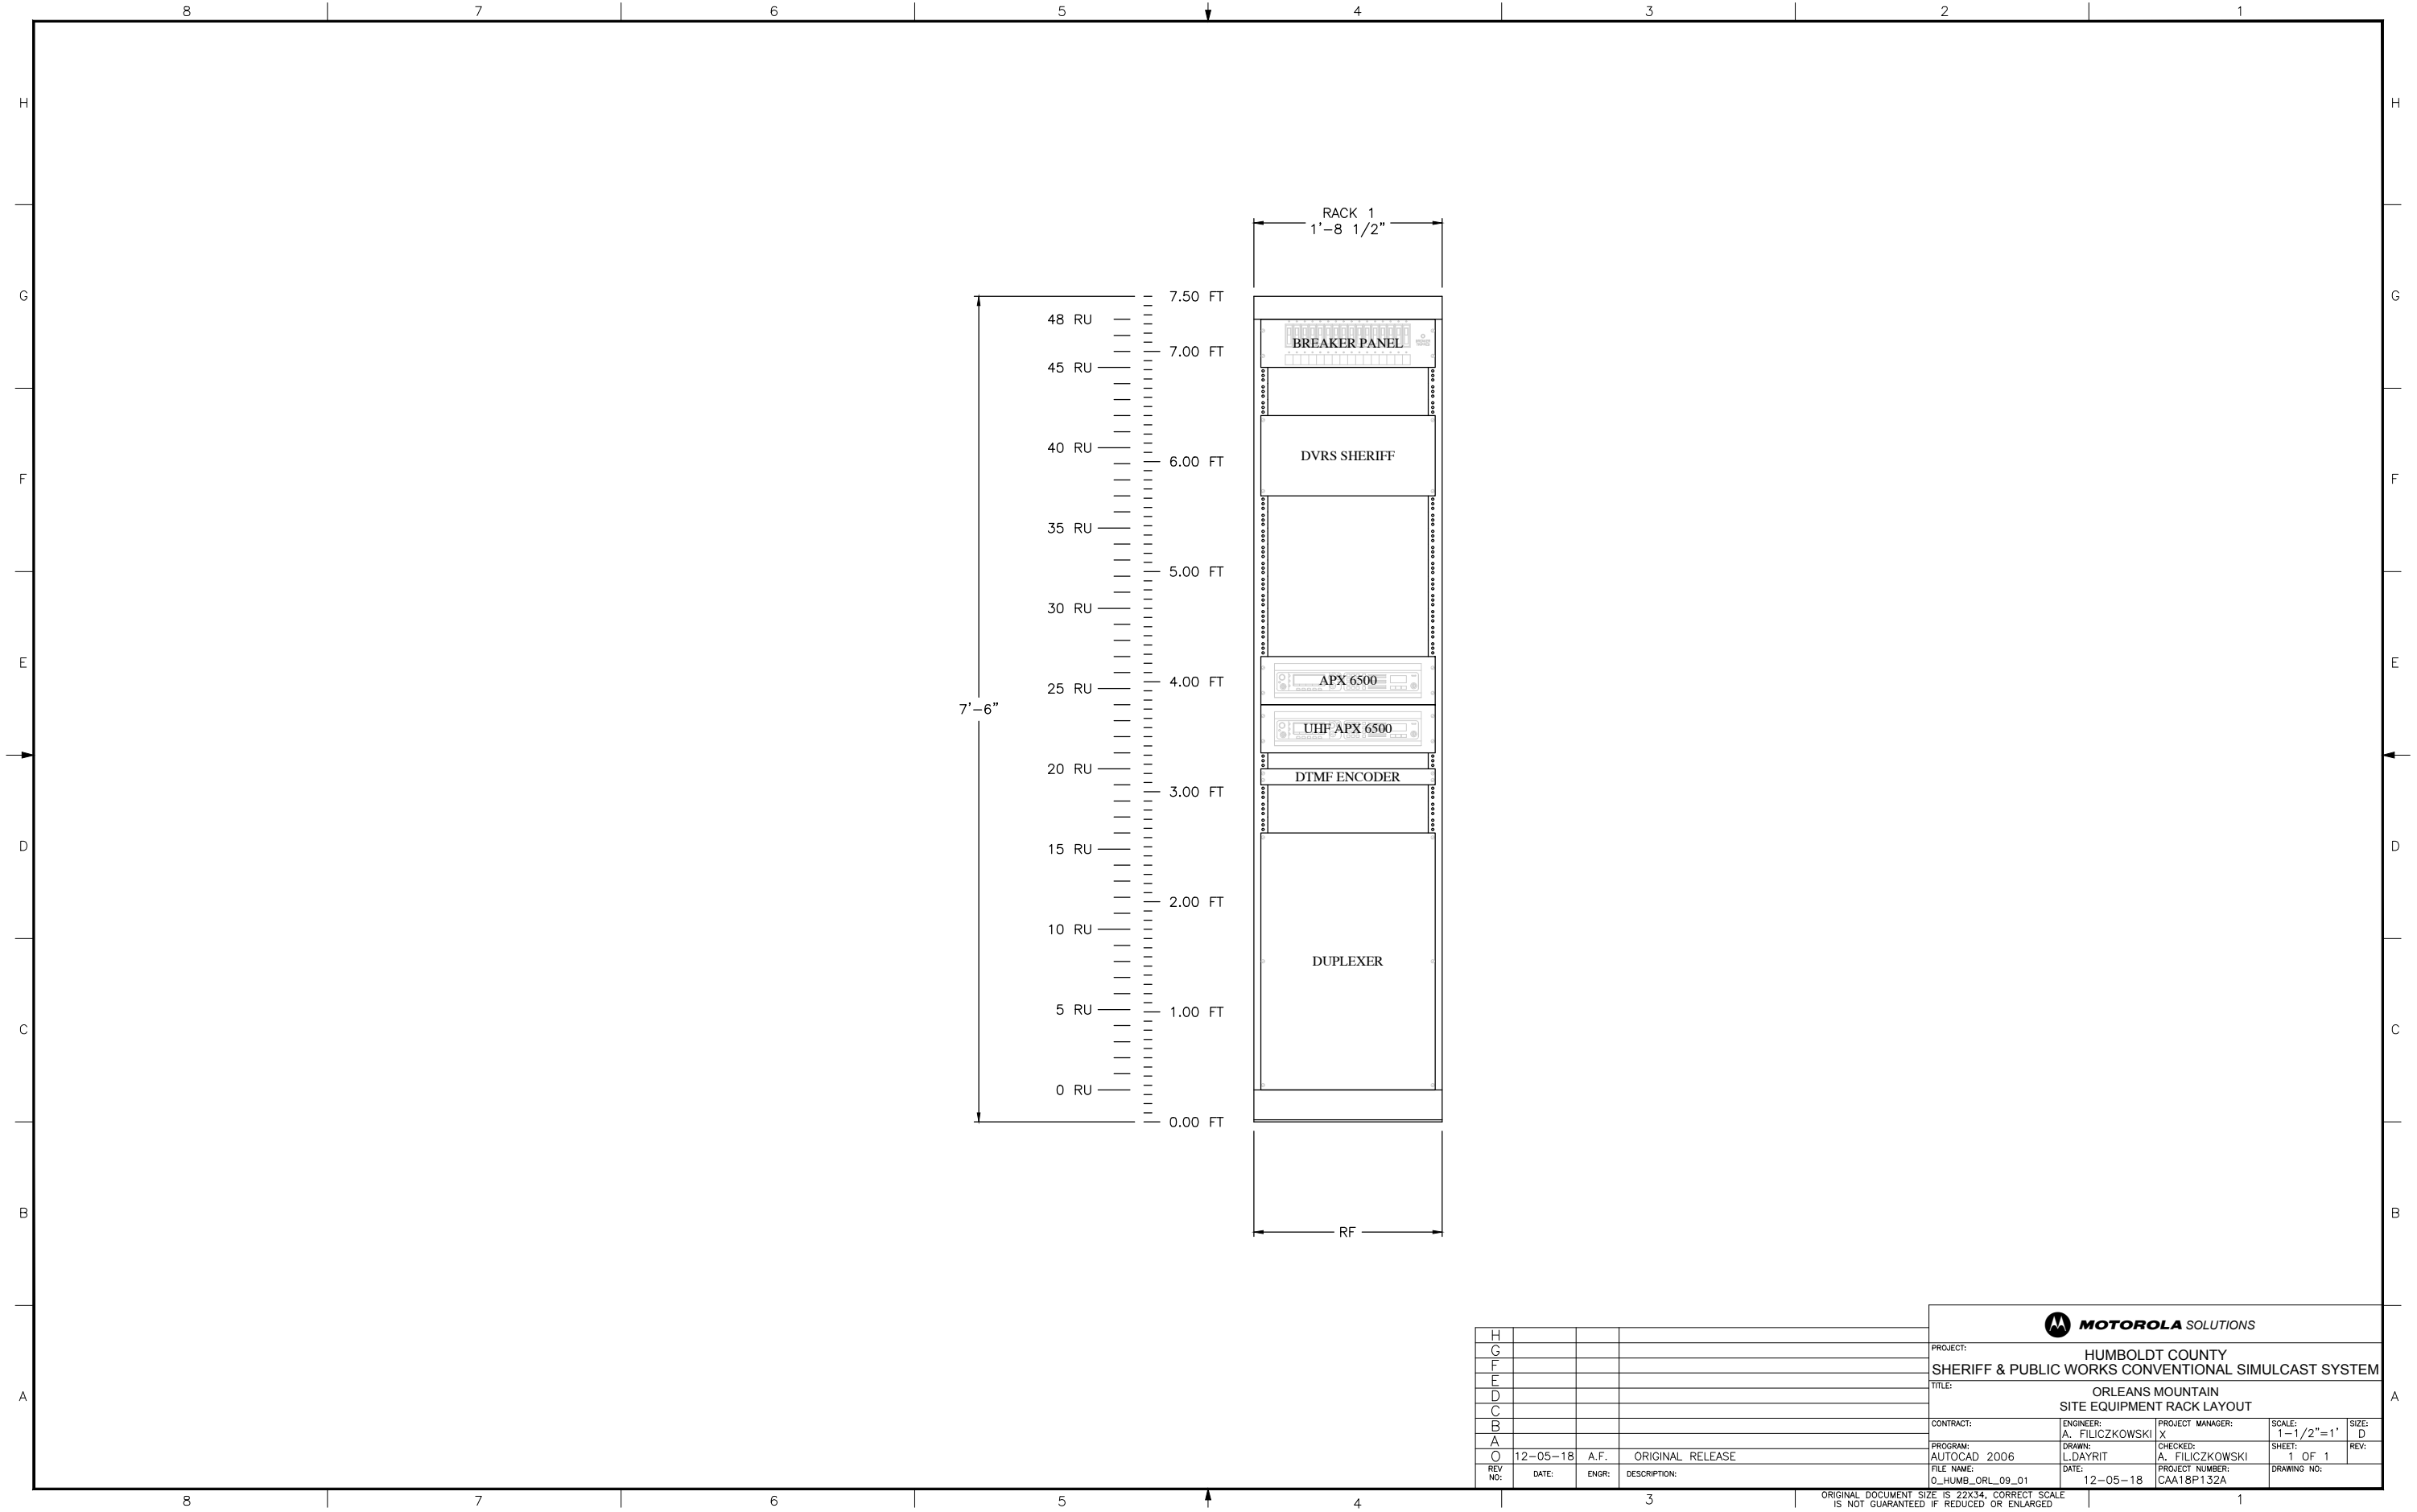 8 7 6 5 4 3 2 1
H H
RACK 1
1'-8 1/2"
G G
7.50 FT
48 RU
BREAKER PANEL
7.00 FT
45 RU
40 RU
DVRS SHERIFF
6.00 FT
F F
35 RU
5.00 FT
30 RU
E E
APX 6500
4.00 FT
25 RU
7'-6"
UHF APX 6500
20 RU
DTMF ENCODER
3.00 FT
D D
15 RU
2.00 FT
10 RU
DUPLEXER
5 RU
1.00 FT
C C
0 RU
0.00 FT
B B
RF
A A
H
G
F
E
D
C
B
A
O 12-05-18 A.F. ORIGINAL RELEASE
REV NO: DATE: ENGR: DESCRIPTION:
MOTOROLA SOLUTIONS
PROJECT:
HUMBOLDT COUNTY
SHERIFF & PUBLIC WORKS CONVENTIONAL SIMULCAST SYSTEM
TITLE:
ORLEANS MOUNTAIN
SITE EQUIPMENT RACK LAYOUT
CONTRACT: ENGINEER: PROJECT MANAGER: SCALE: SIZE:
A. FILICZKOWSKI X 1-1/2"=1' D
PROGRAM: DRAWN: CHECKED: SHEET: REV:
AUTOCAD 2006 L.DAYRIT A. FILICZKOWSKI 1 OF 1
FILE NAME: DATE: PROJECT NUMBER: DRAWING NO:
0_HUMB_ORL_09_01 12-05-18 CAA18P132A
8 7 6 5 4 3 2 1
ORIGINAL DOCUMENT SIZE IS 22X34, CORRECT SCALE
IS NOT GUARANTEED IF REDUCED OR ENLARGED